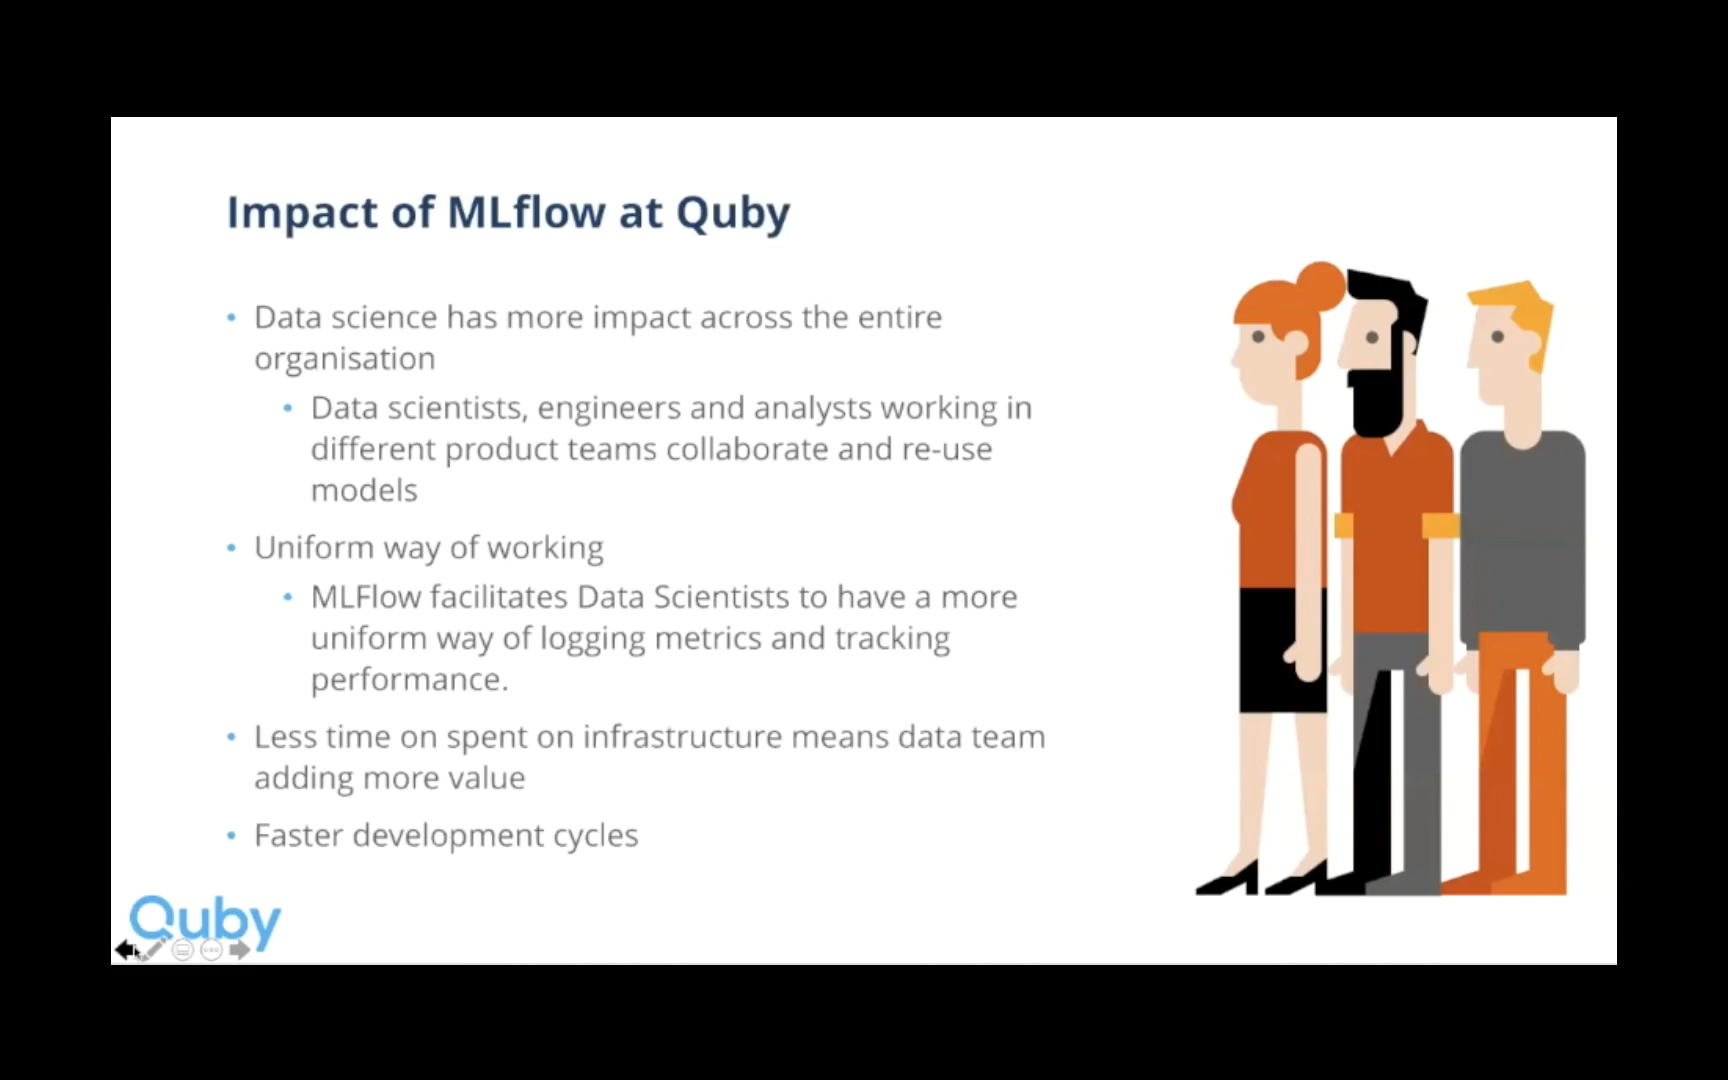 Impact of MLflow at Quby
• Data science has more impact across the entire
organisation
• Data scientists, engineers and analysts working in
different product teams collaborate and re-use
models
• Uniform way of working
• MLFlow facilitates Data Scientists to have a more
uniform way of logging metrics and tracking
performance.
• Less time on spent on infrastructure means data team
adding more value
• Faster development cycles
Quby